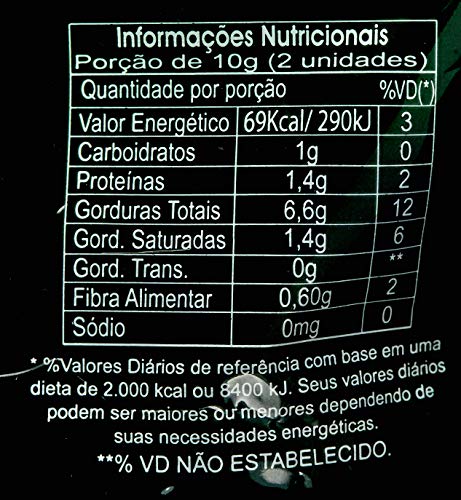 Informações Nutricionais
Porção de 10g (2 unidades)
Quantidade por porção %VD(*)
Valor Energético 69Kcal/ 290kJ 3
Carboidratos 1g 0
Proteínas 1,4g 2
Gorduras Totais 6,6g 12
Gord. Saturadas 1,4g 6
Gord. Trans. 0g **
Fibra Alimentar 0,60g 2
Sódio 0mg 0
* %Valores Diários de referência com base em uma
dieta de 2.000 kcal ou 8400 kJ. Seus valores diários
podem ser maiores ou menores dependendo de
suas necessidades energéticas.
**% VD NÃO ESTABELECIDO.